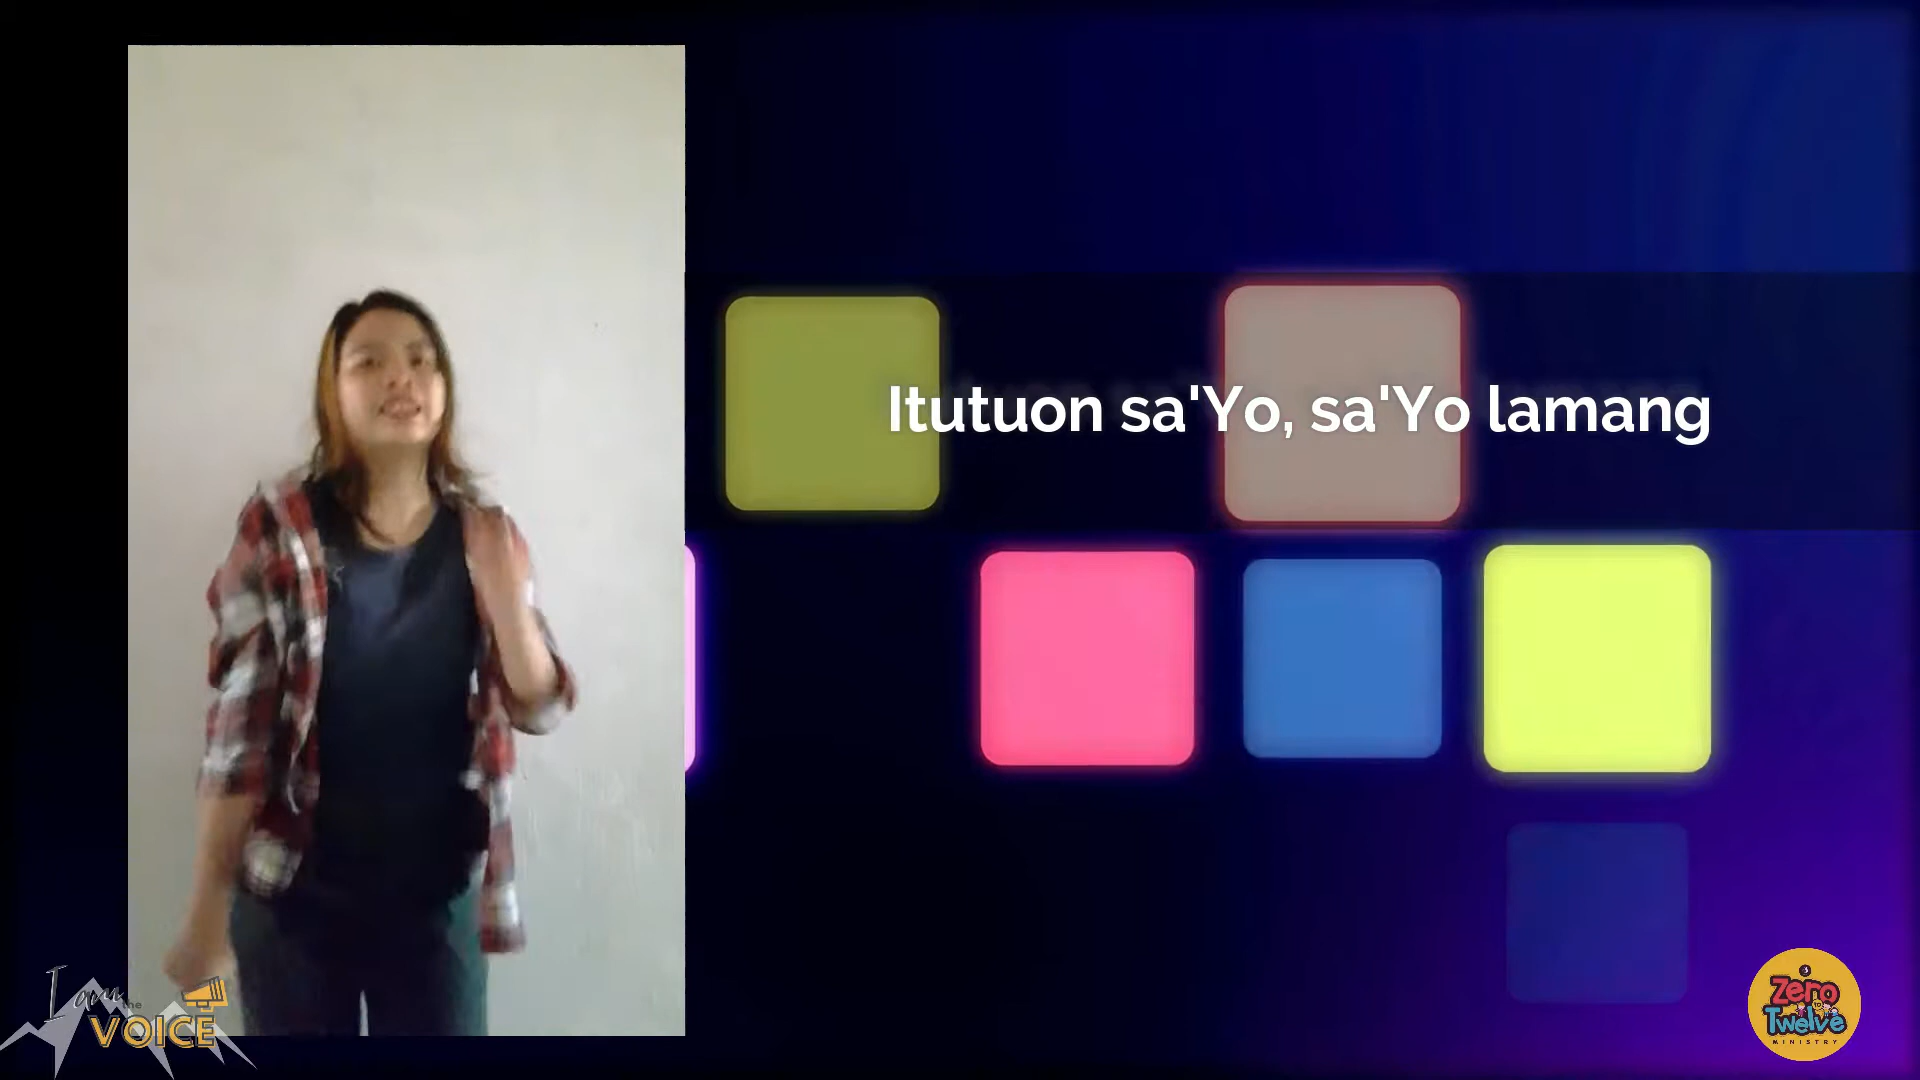 Itutuon sa'Yo, sa'Yo lamang
I am the
VOICE
Zero
to
Twelve
MINISTRY